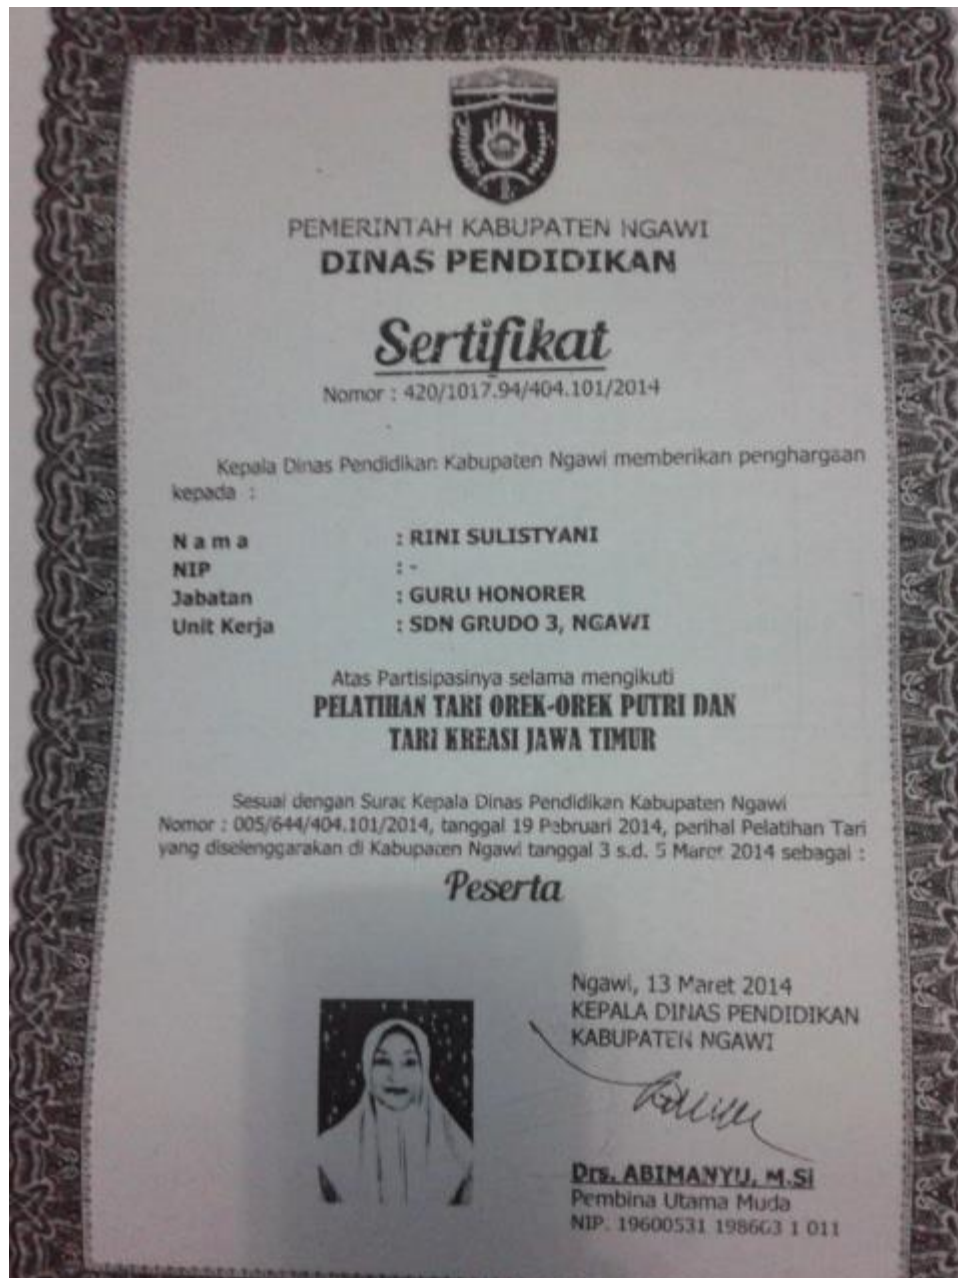 PEMERINTAH KABUPATEN NGAWI
DINAS PENDIDIKAN
Sertifikat
Nomor : 420/1017.94/404.101/2014
Kepala Dinas Pendidikan Kabupaten Ngawi memberikan penghargaan
kepada :
N a m a : RINI SULISTYANI
NIP : -
Jabatan : GURU HONORER
Unit Kerja : SDN GRUDO 3, NGAWI
Atas Partisipasinya selama mengikuti
PELATIHAN TARI OREK-OREK PUTRI DAN
TARI KREASI JAWA TIMUR
Sesuai dengan Surat Kepala Dinas Pendidikan Kabupaten Ngawi
Nomor : 005/644/404.101/2014, tanggal 19 Pebruari 2014, perihal Pelatihan Tari
yang diselenggarakan di Kabupaten Ngawi tanggal 3 s.d. 5 Maret 2014 sebagai :
Peserta
Ngawi, 13 Maret 2014
KEPALA DINAS PENDIDIKAN
KABUPATEN NGAWI
Drs. ABIMANYU, M.Si
Pembina Utama Muda
NIP. 19600531 198603 1 011